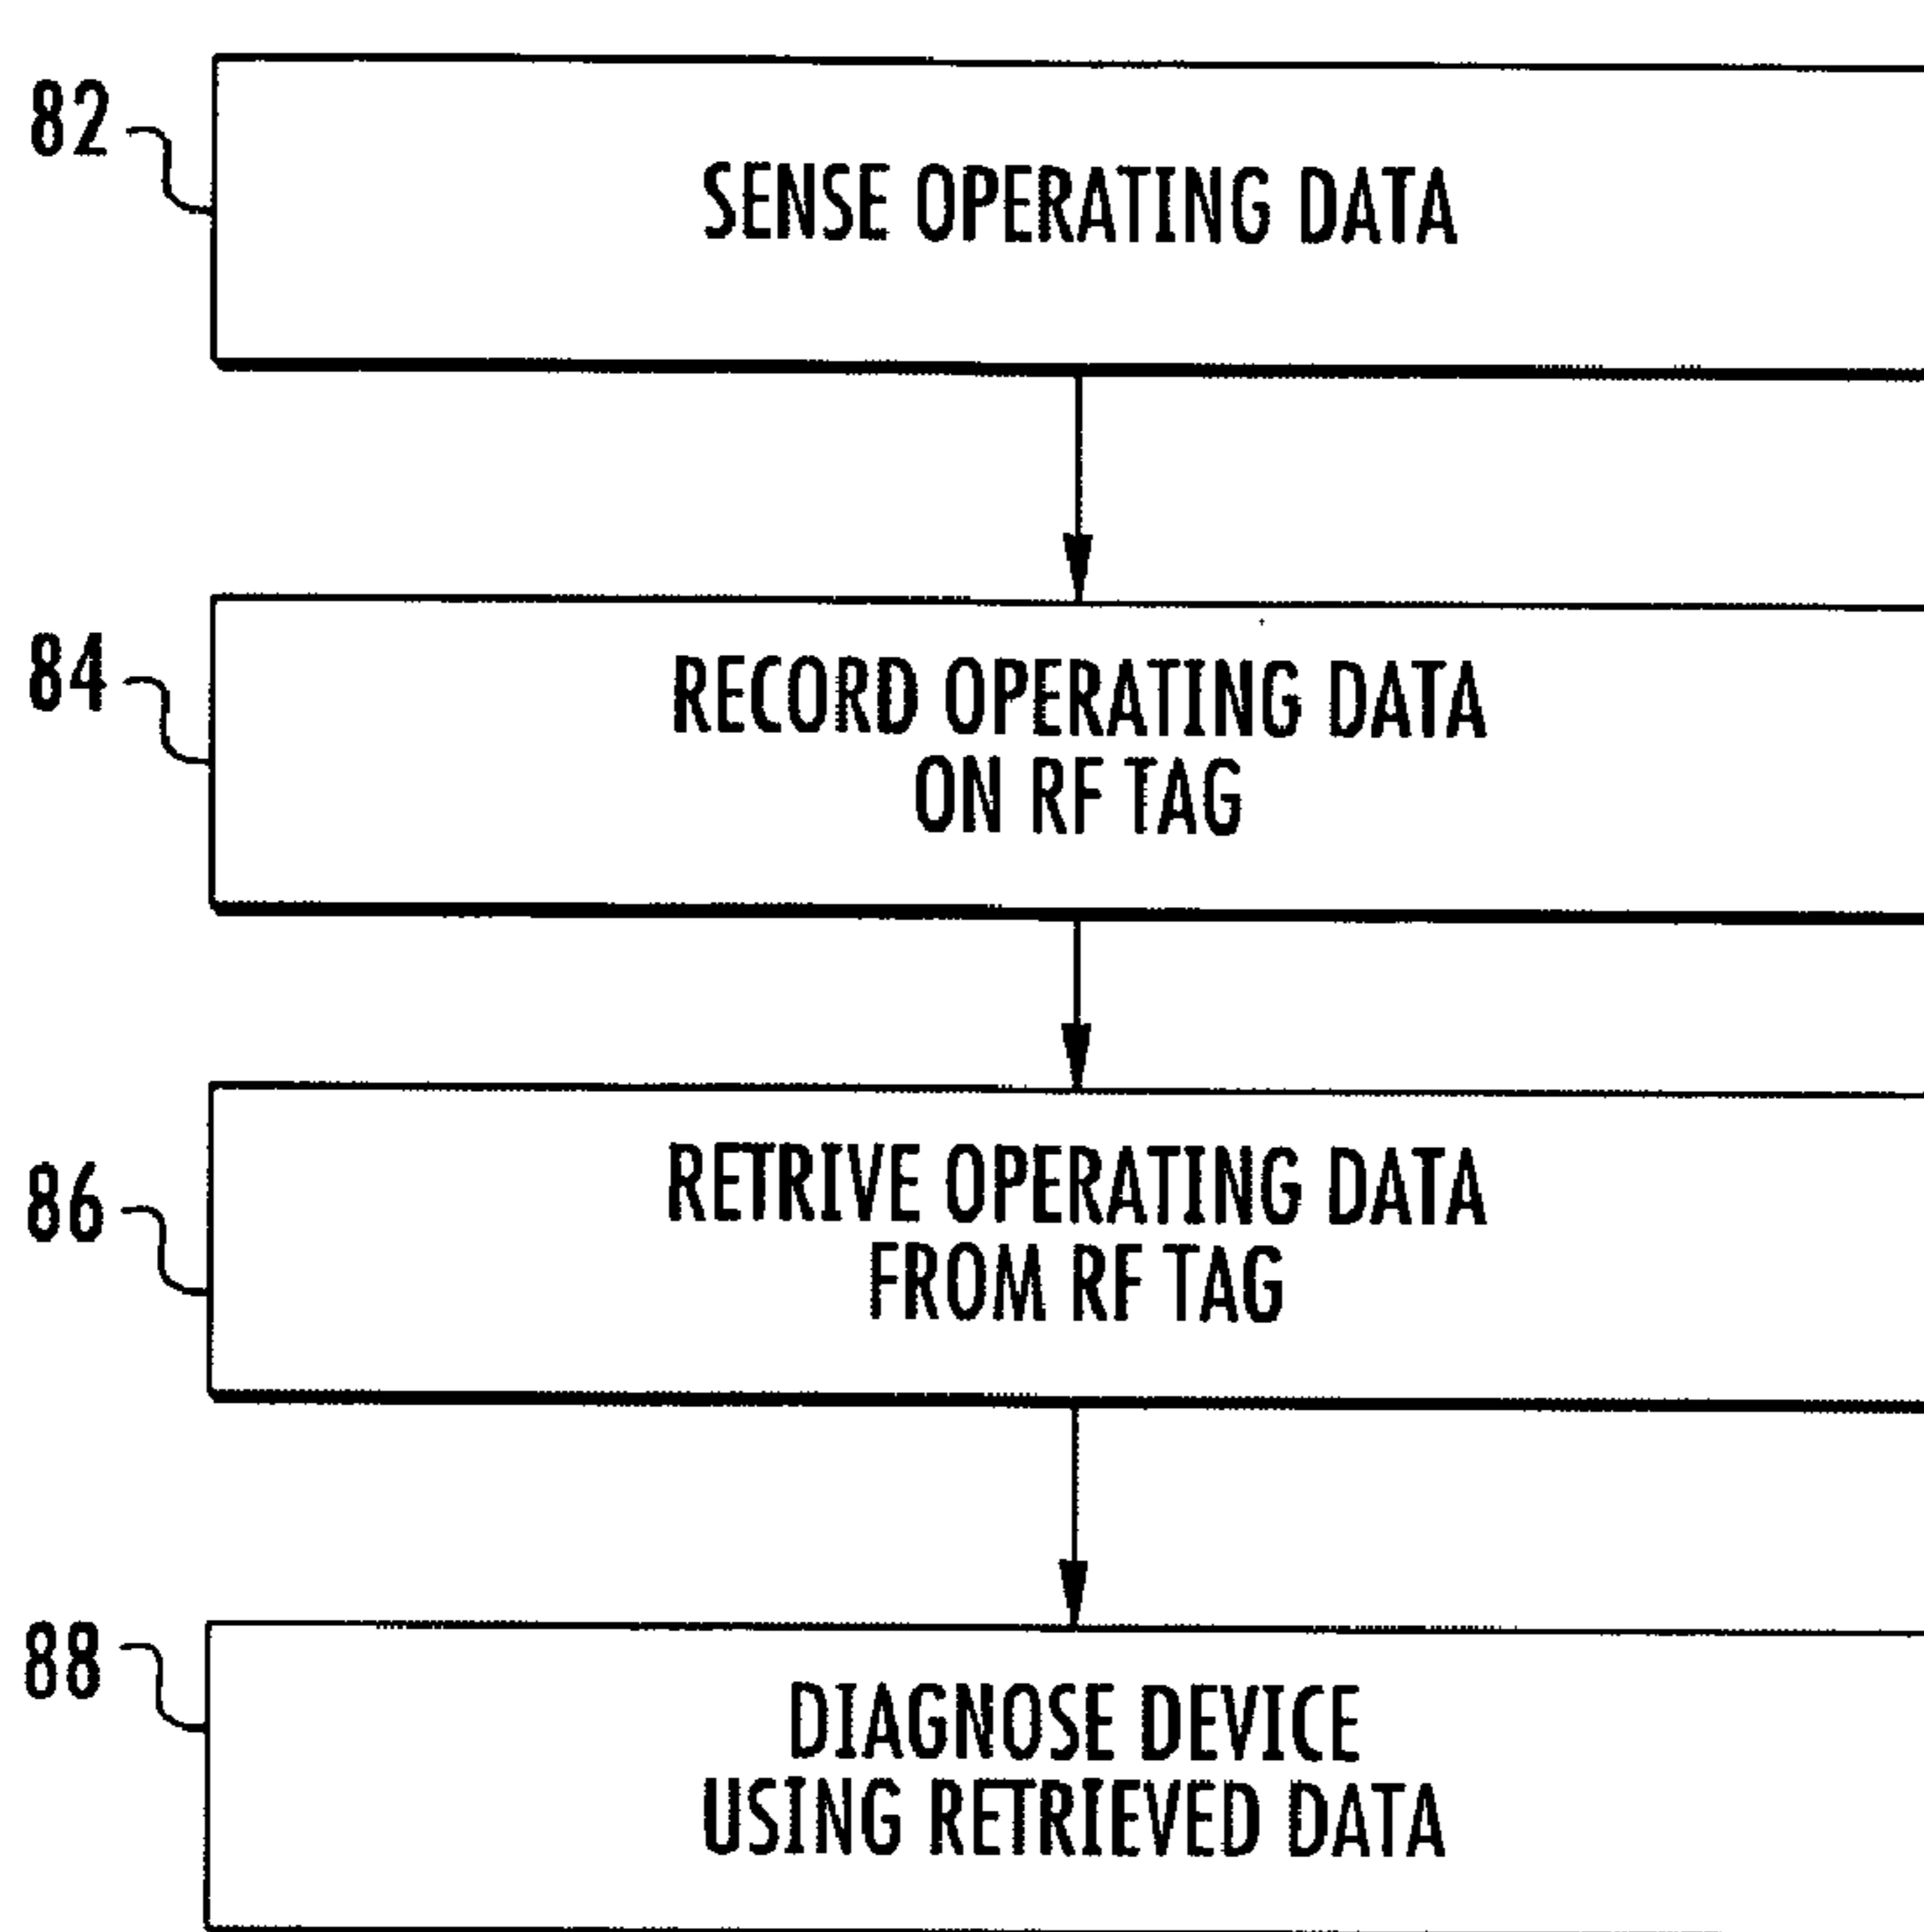 82
SENSE OPERATING DATA
84
RECORD OPERATING DATA
ON RF TAG
86
RETRIVE OPERATING DATA
FROM RF TAG
88
DIAGNOSE DEVICE
USING RETRIEVED DATA